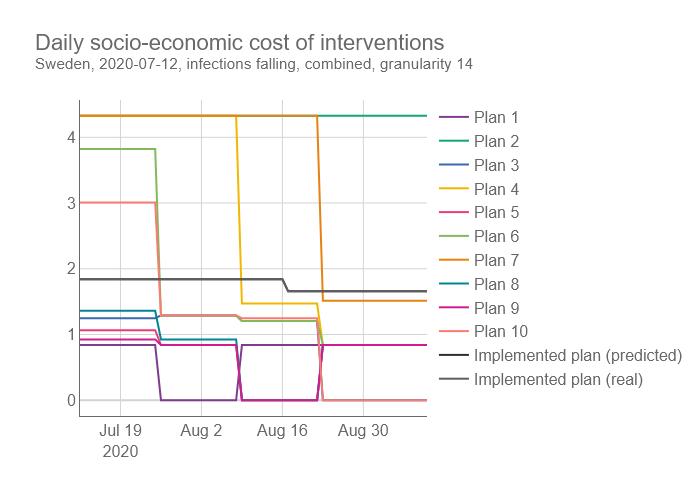 Daily socio-economic cost of interventions
Sweden, 2020-07-12, infections falling, combined, granularity 14
4
3
2
1
0
Jul 19
2020
Aug 2
Aug 16
Aug 30
Plan 1
Plan 2
Plan 3
Plan 4
Plan 5
Plan 6
Plan 7
Plan 8
Plan 9
Plan 10
Implemented plan (predicted)
Implemented plan (real)